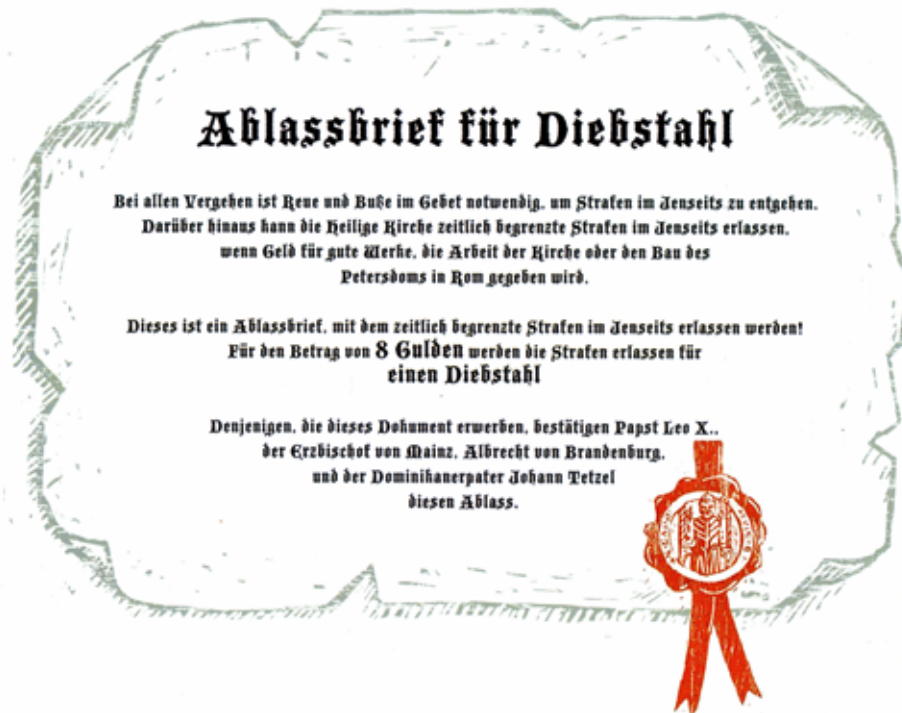 Ablassbrief für Diebstahl
Bei allen Vergehen ist Reue und Buße im Gebet notwendig, um Strafen im Jenseits zu entgehen.
Darüber hinaus kann die Heilige Kirche zeitlich begrenzte Strafen im Jenseits erlassen,
wenn Geld für gute Werke, die Arbeit der Kirche oder den Bau des
Petersdoms in Rom gegeben wird.
Dieses ist ein Ablassbrief, mit dem zeitlich begrenzte Strafen im Jenseits erlassen werden!
Für den Betrag von 8 Gulden werden die Strafen erlassen für
einen Diebstahl
Denjenigen, die dieses Dokument erwerben, bestätigen Papst Leo X.,
der Erzbischof von Mainz, Albrecht von Brandenburg,
und der Dominikanerpater Johann Tetzel
diesen Ablass.